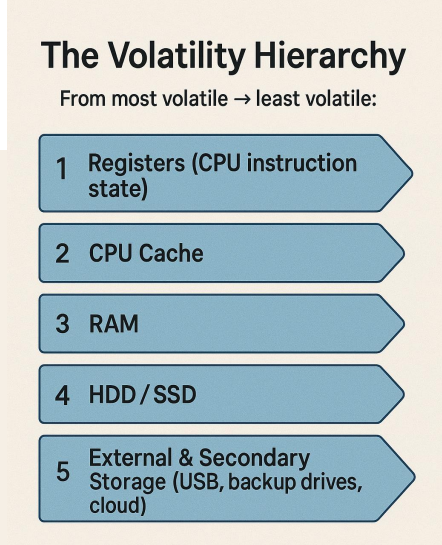 The Volatility Hierarchy
From most volatile → least volatile:
1 Registers (CPU instruction
state)
2 CPU Cache
3 RAM
4 HDD / SSD
5 External & Secondary
Storage (USB, backup drives,
cloud)